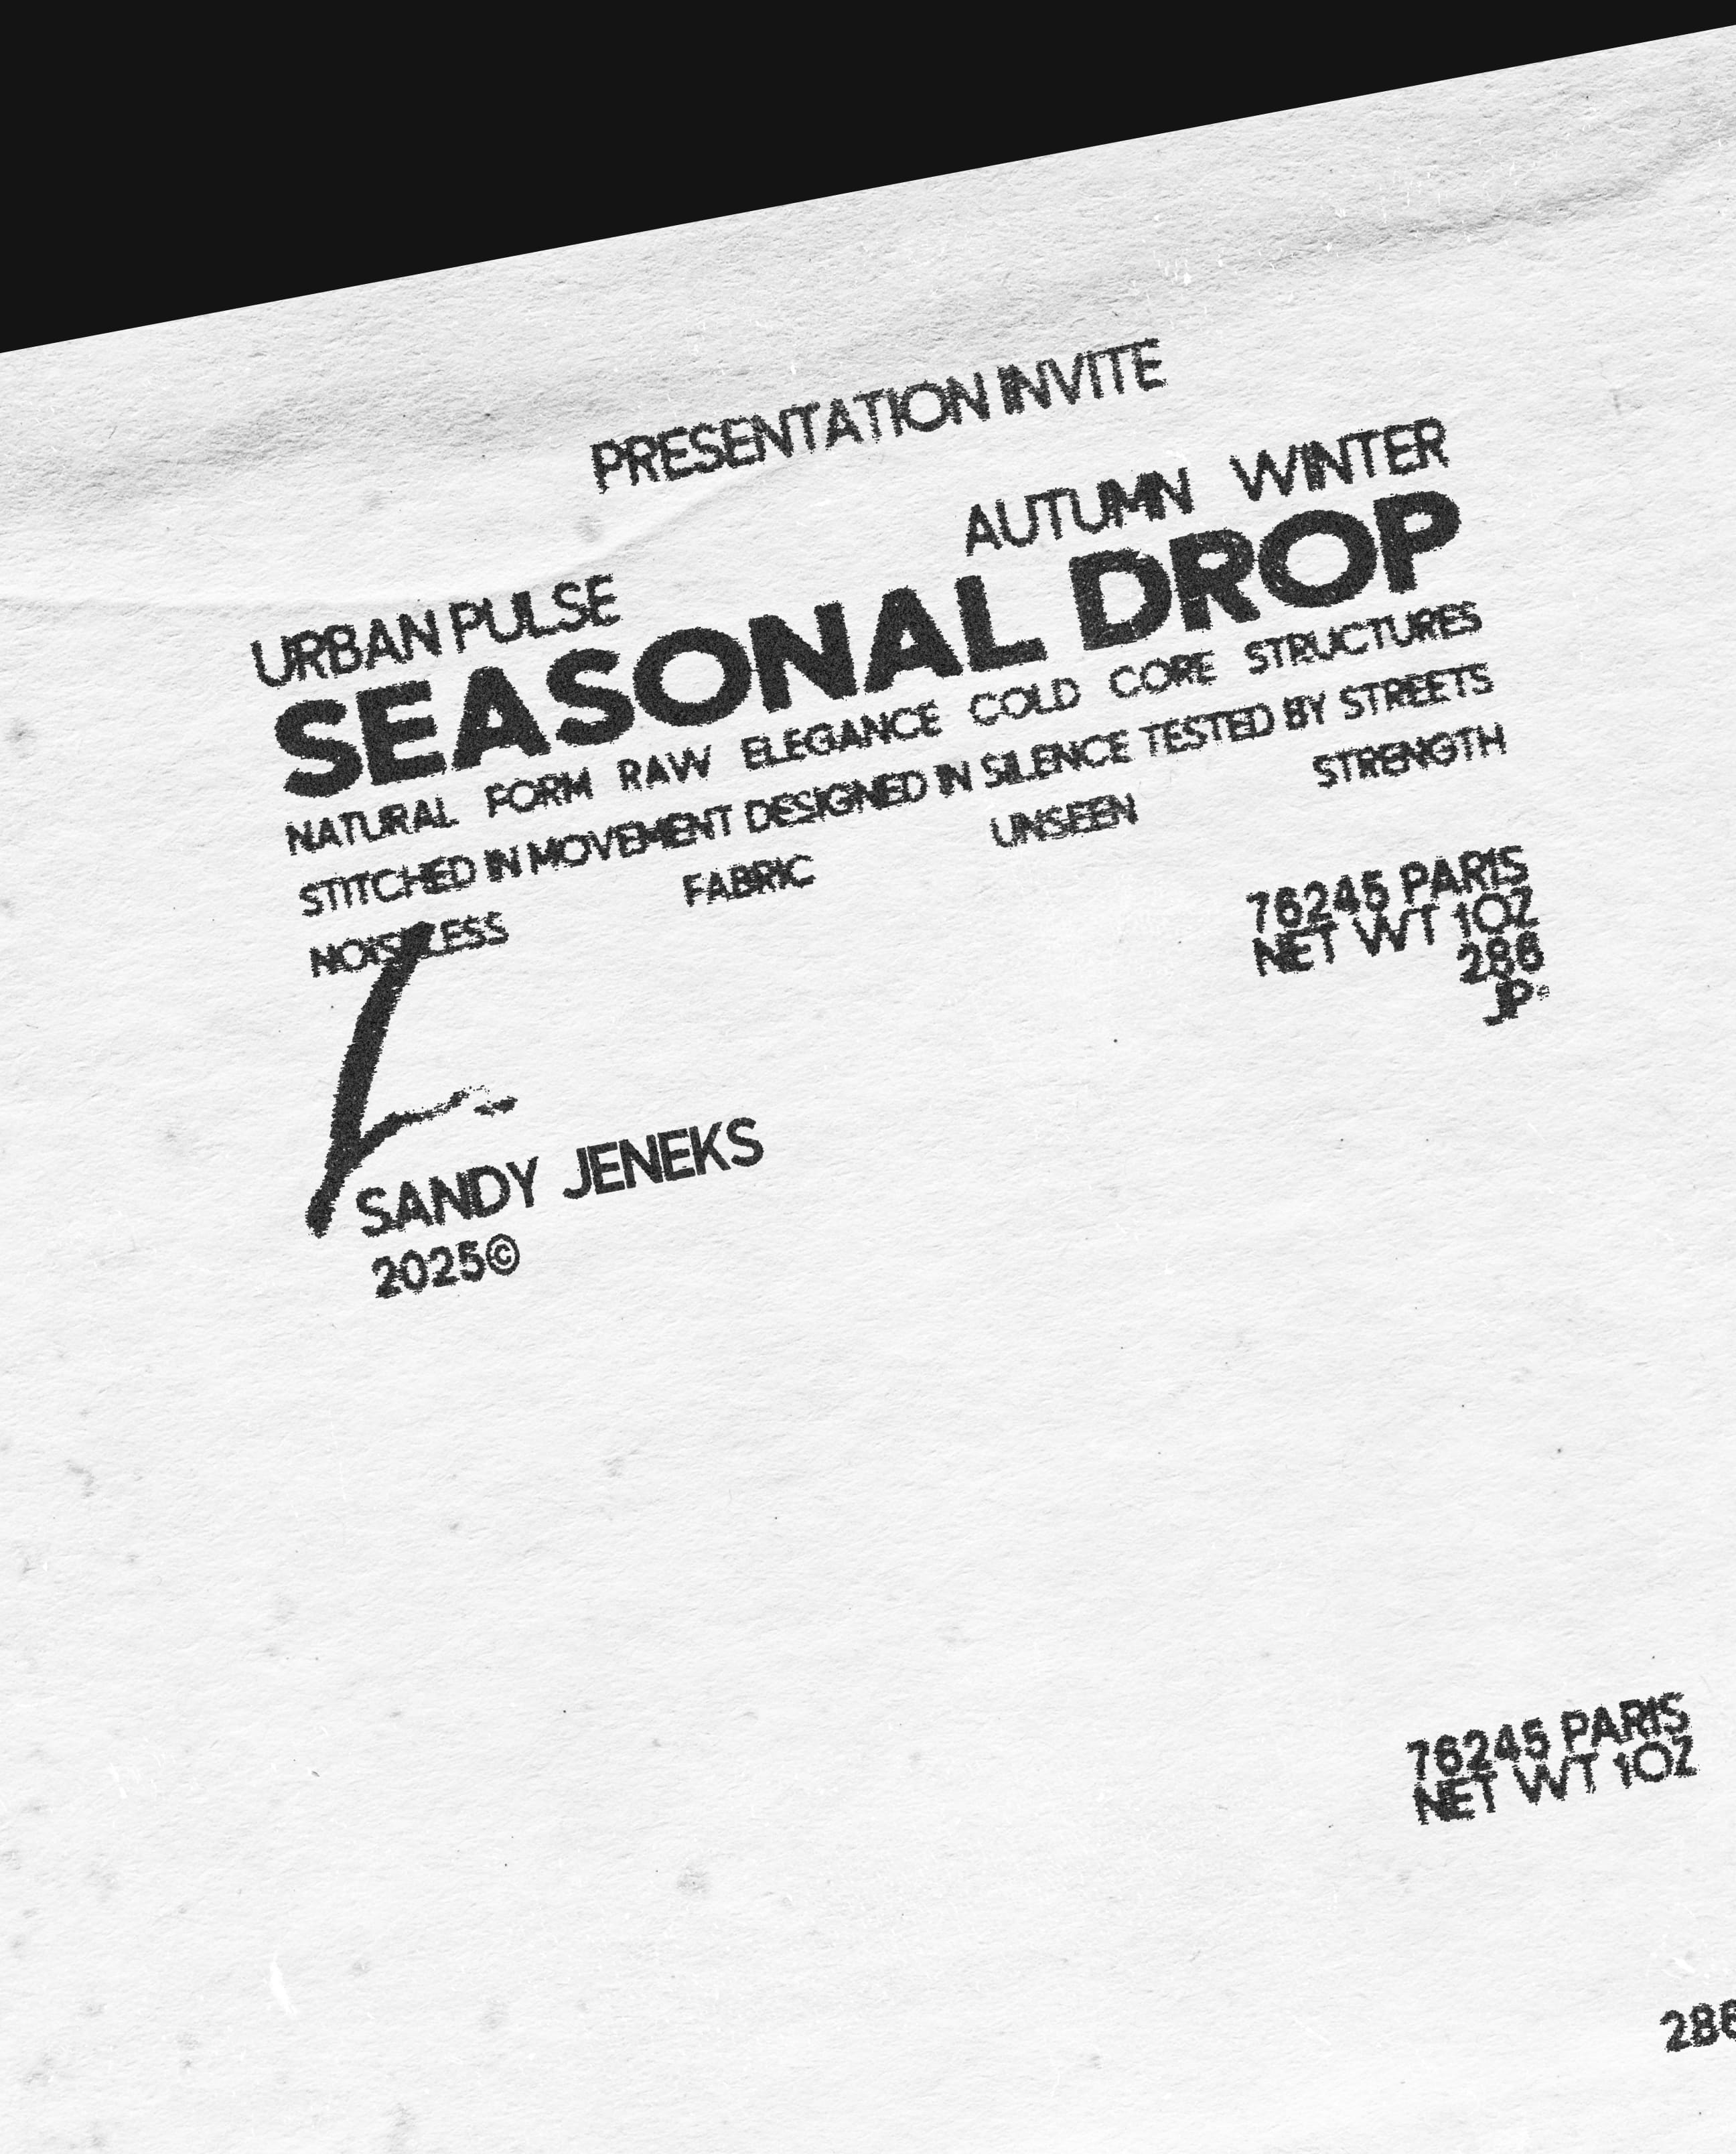 PRESENTATION INVITE
URBAN PULSE AUTUMN WINTER
SEASONAL DROP
NATURAL FORM RAW ELEGANCE COLD CORE STRUCTURES
STITCHED IN MOVEMENT DESIGNED IN SILENCE TESTED BY STREETS
NOISELESS FABRIC UNSEEN STRENGTH
76245 PARIS
NET WT 1OZ
286
JP
SANDY JENEKS
2025©
76245 PARIS
NET WT 1OZ
286